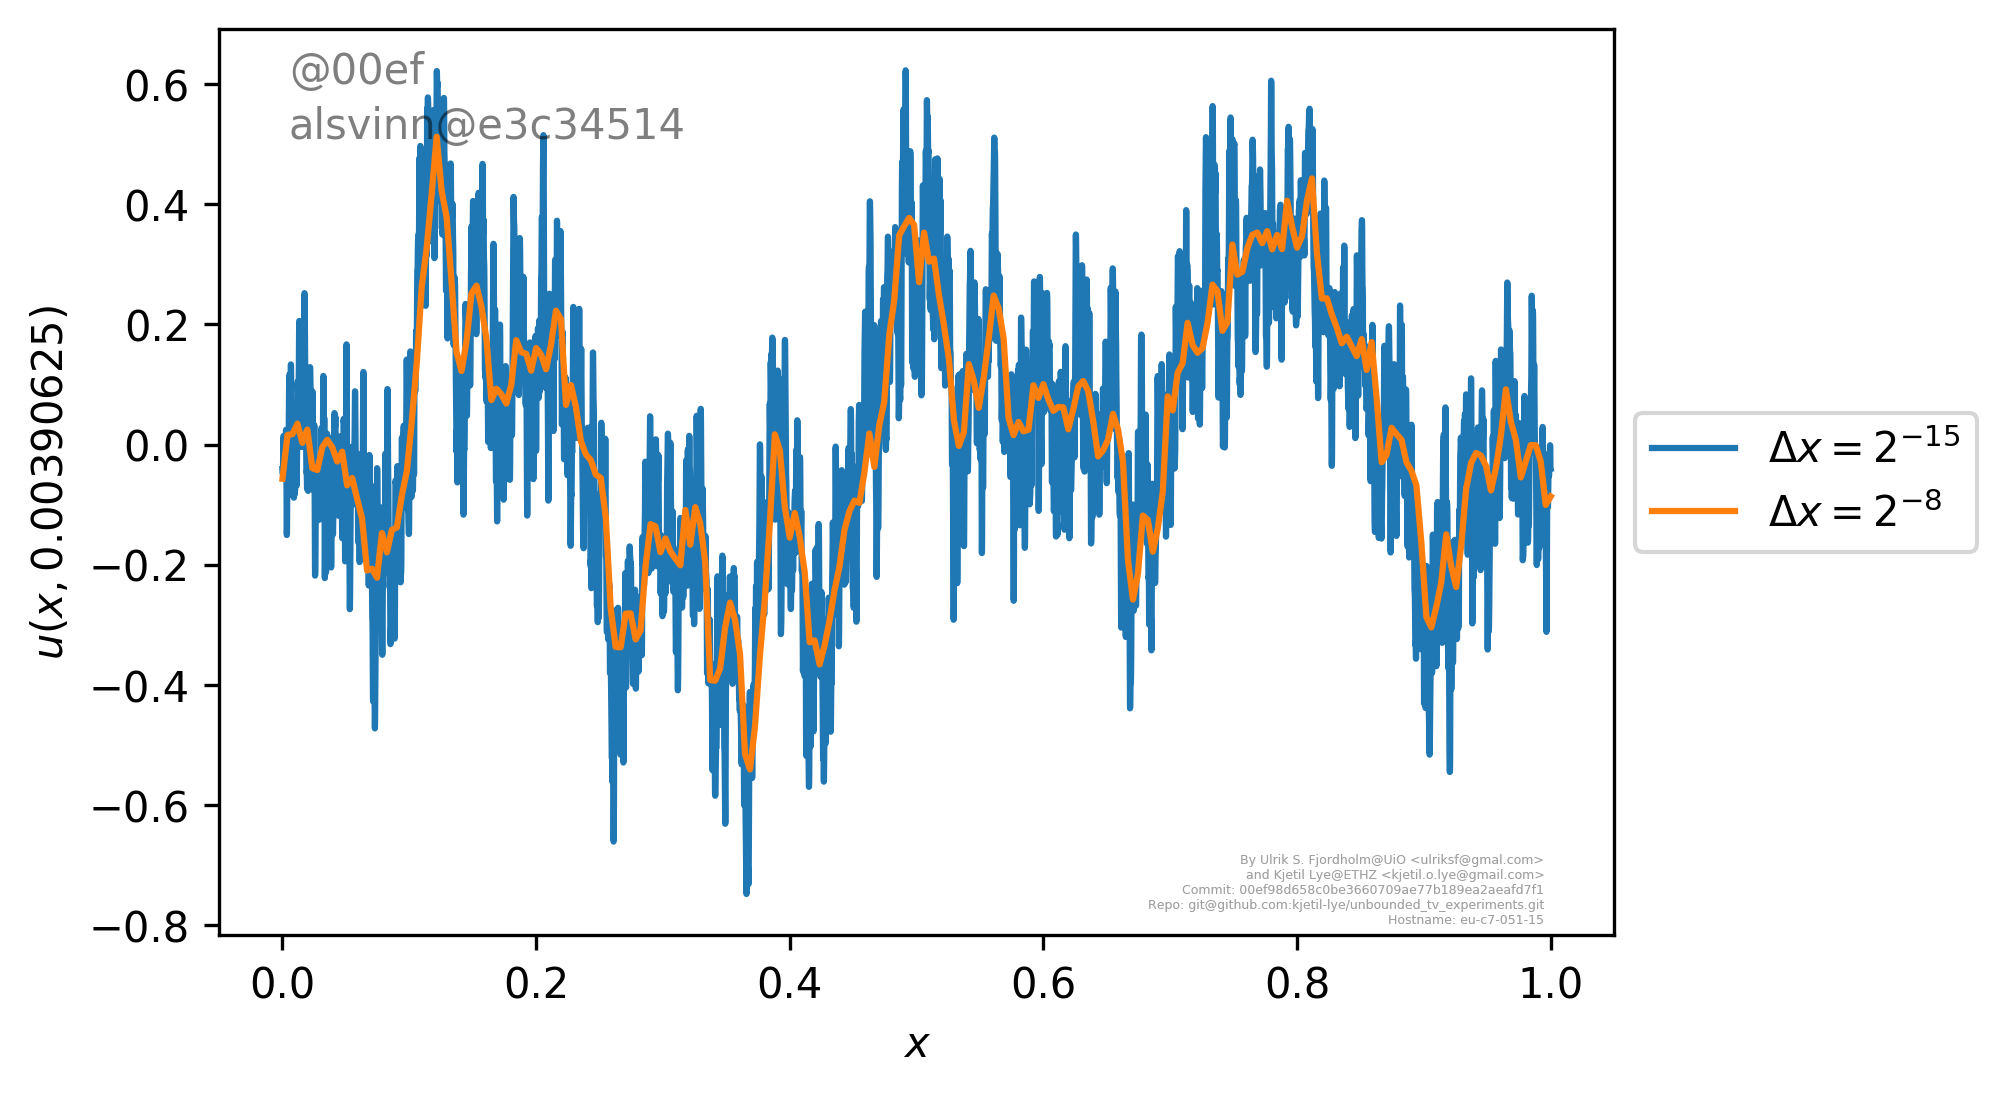 @00ef
alsvinn@e3c34514
0.6
0.4
0.2
0.0
−0.2
−0.4
−0.6
−0.8
u(x, 0.00390625)
Δx = 2⁻¹⁵
Δx = 2⁻⁸
By Ulrik S. Fjordholm@UiO <ulriksf@gmal.com>
and Kjetil Lye@ETHZ <kjetil.o.lye@gmail.com>
Commit: 00ef98d658c0be3660709ae77b189ea2aeafd7f1
Repo: git@github.com:kjetil-lye/unbounded_tv_experiments.git
Hostname: eu-c7-051-15
0.0 0.2 0.4 0.6 0.8 1.0
x